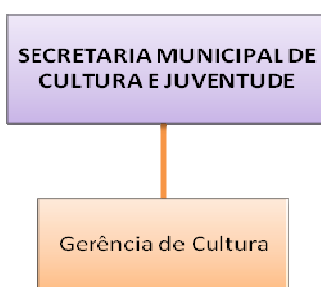 SECRETARIA MUNICIPAL DE
CULTURA E JUVENTUDE
Gerência de Cultura